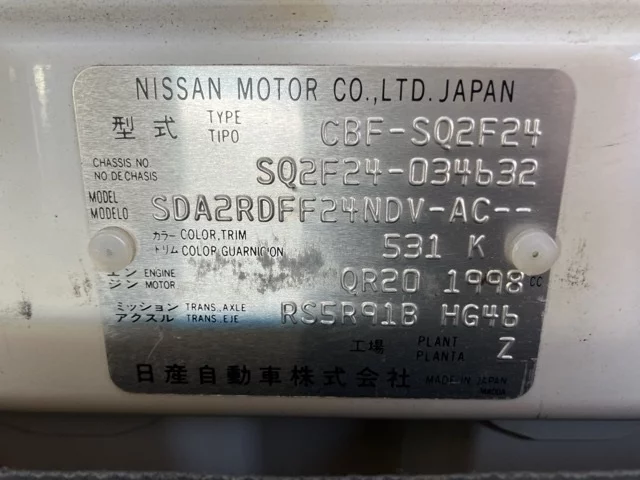 NISSAN MOTOR CO.,LTD. JAPAN
型式 TYPE TIPO CBF-SQ2F24
CHASSIS NO. NO DE CHASIS SQ2F24-034632
MODEL MODELO SDA2RDFF24NDV-AC--
カラー COLOR,TRIM
トリム COLOR,GUARNICION 531 K
エンジン ENGINE MOTOR QR20 1998 CC
ミッション TRANS.,AXLE
アクスル TRANS.,EJE RS5R91B HG46
工場 PLANT PLANTA Z
日産自動車株式会社 MADE IN JAPAN